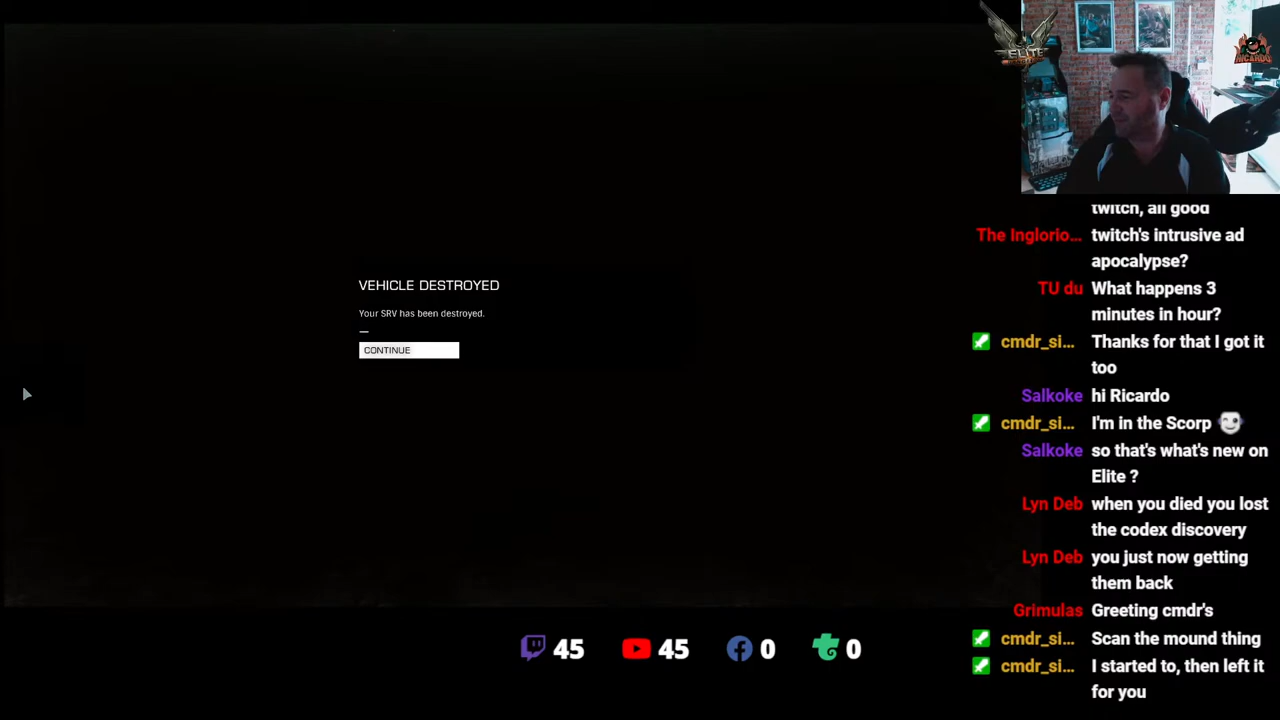 ELITE
RICARDO
VEHICLE DESTROYED
Your SRV has been destroyed.
CONTINUE
twitch, all good
The Inglorio... twitch's intrusive ad
apocalypse?
TU du What happens 3
minutes in hour?
cmdr_si... Thanks for that I got it
too
Salkoke hi Ricardo
cmdr_si... I'm in the Scorp
Salkoke so that's what's new on
Elite ?
Lyn Deb when you died you lost
the codex discovery
Lyn Deb you just now getting
them back
Grimulas Greeting cmdr's
cmdr_si... Scan the mound thing
cmdr_si... I started to, then left it
for you
45 45 0 0